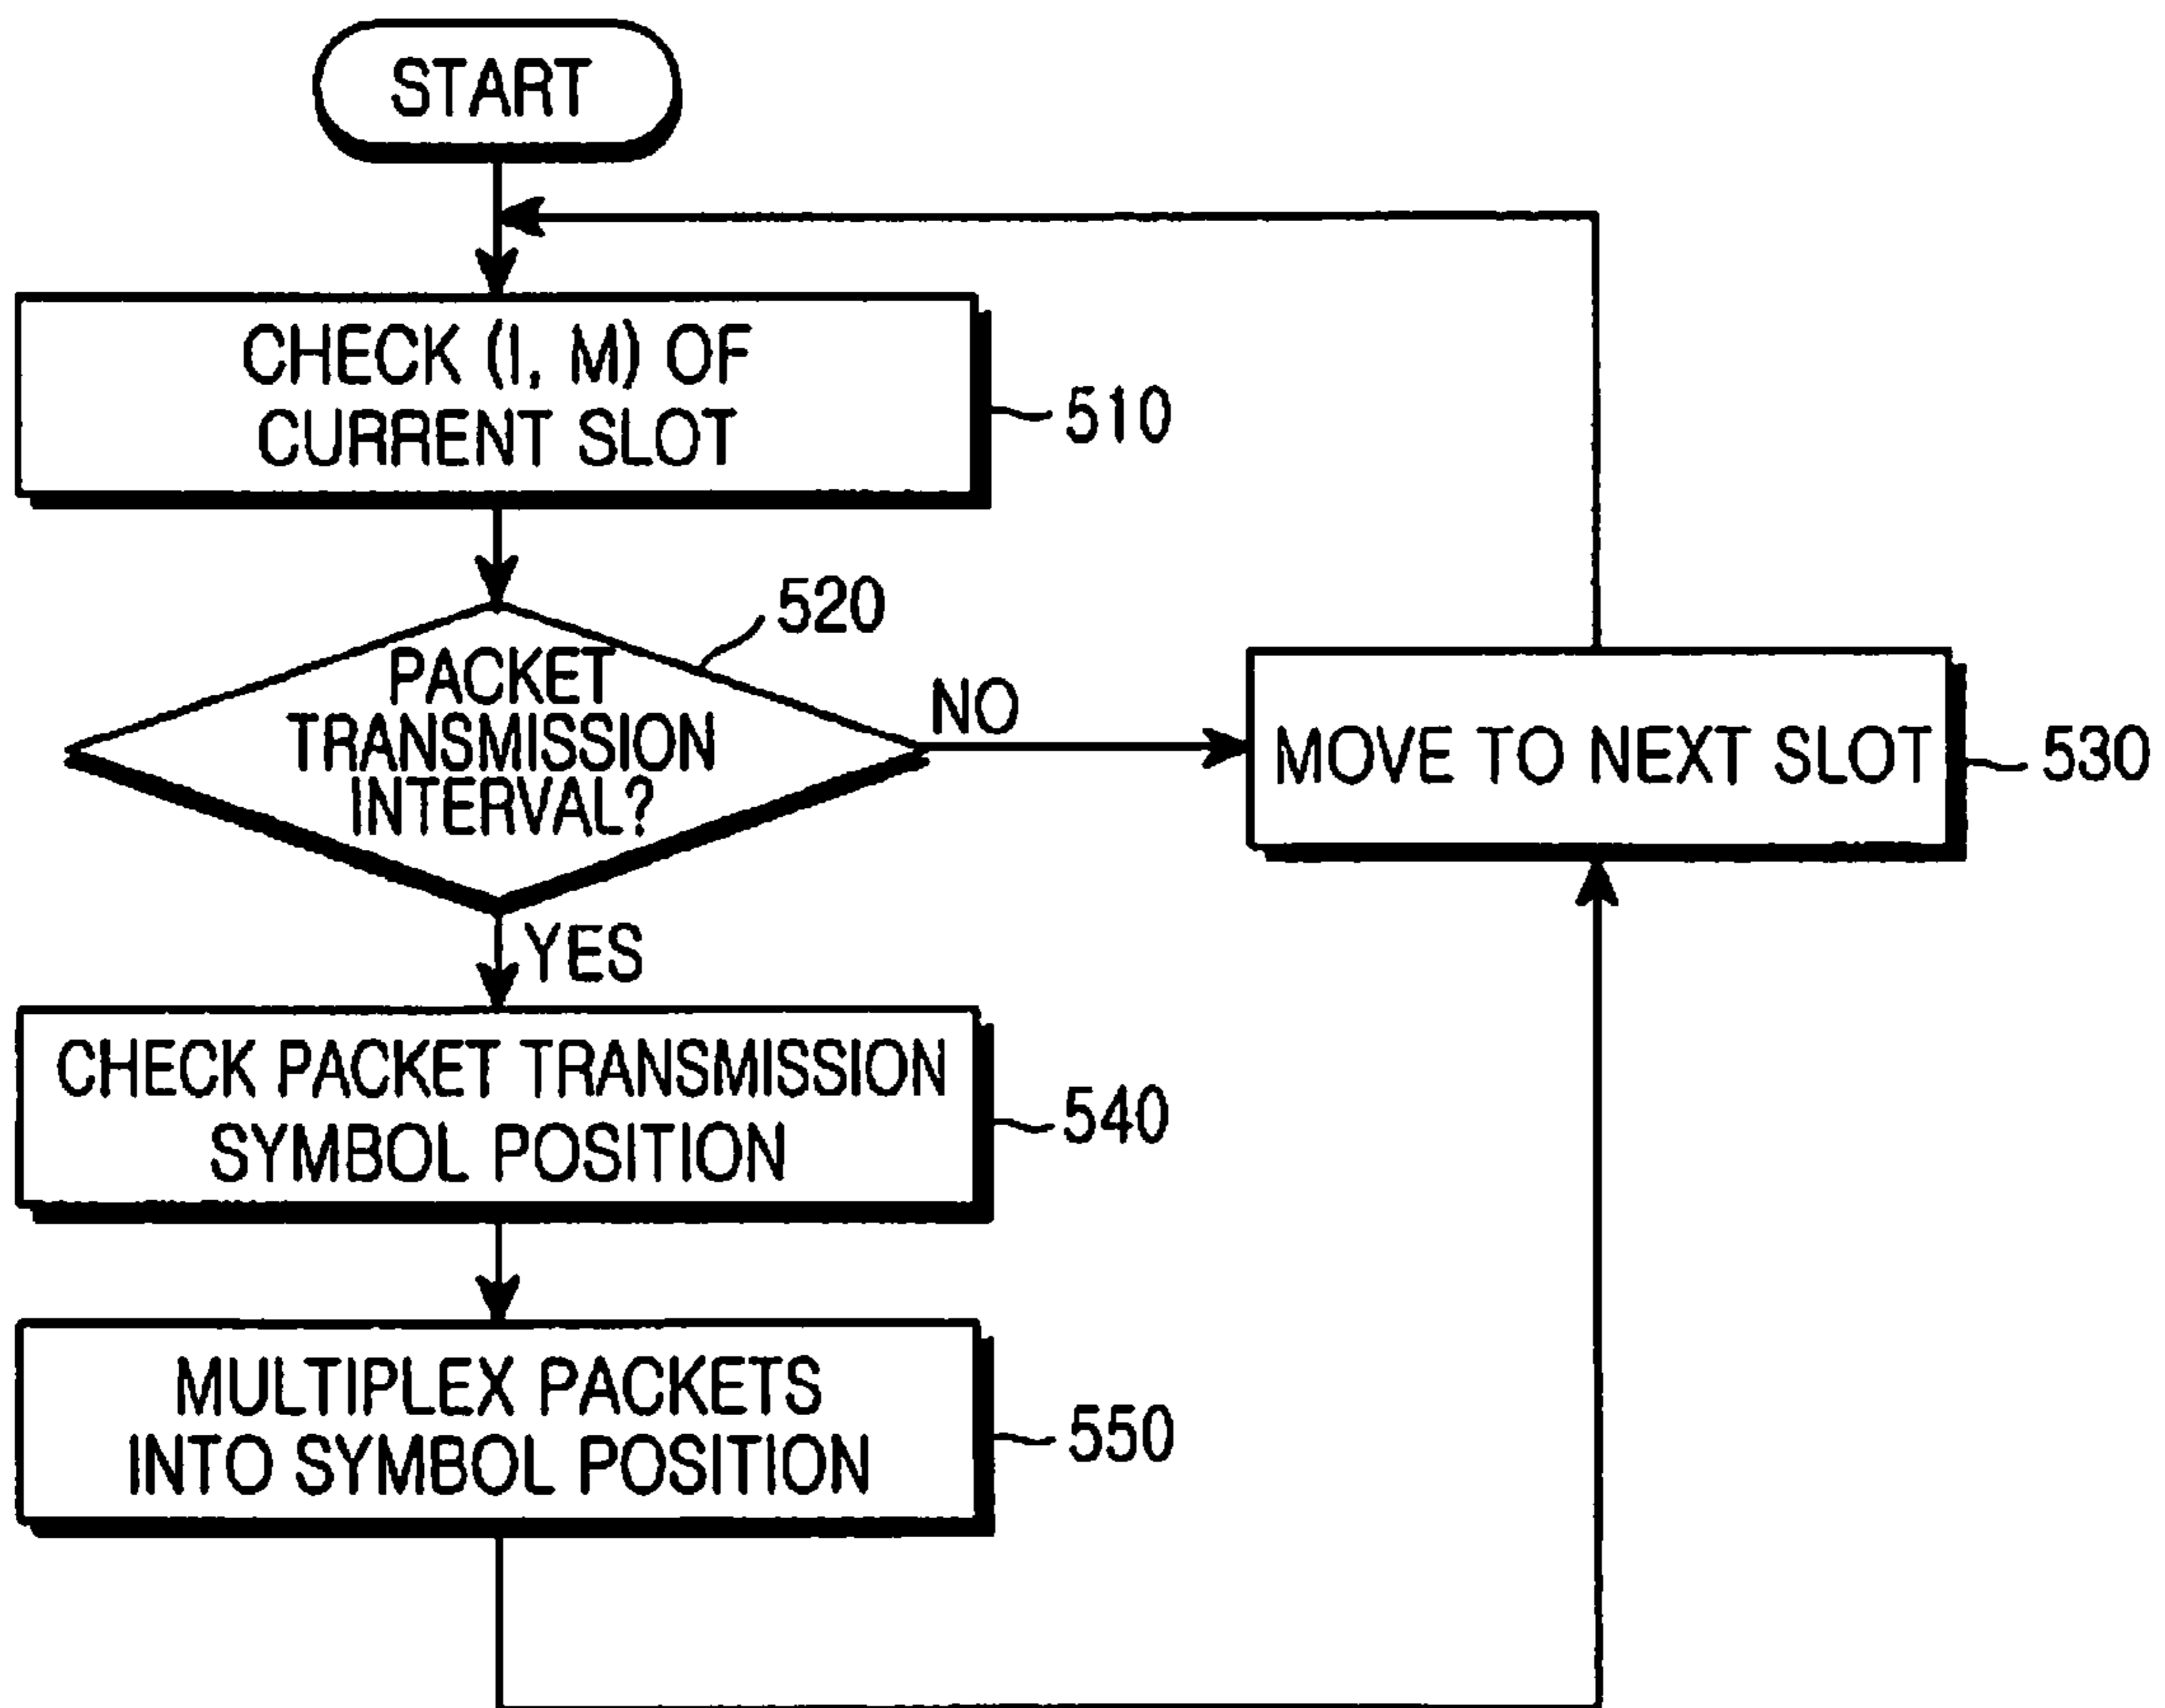 START
CHECK (I, M) OF
CURRENT SLOT
510
520
PACKET
TRANSMISSION
INTERVAL?
NO
MOVE TO NEXT SLOT
530
YES
CHECK PACKET TRANSMISSION
SYMBOL POSITION
540
MULTIPLEX PACKETS
INTO SYMBOL POSITION
550